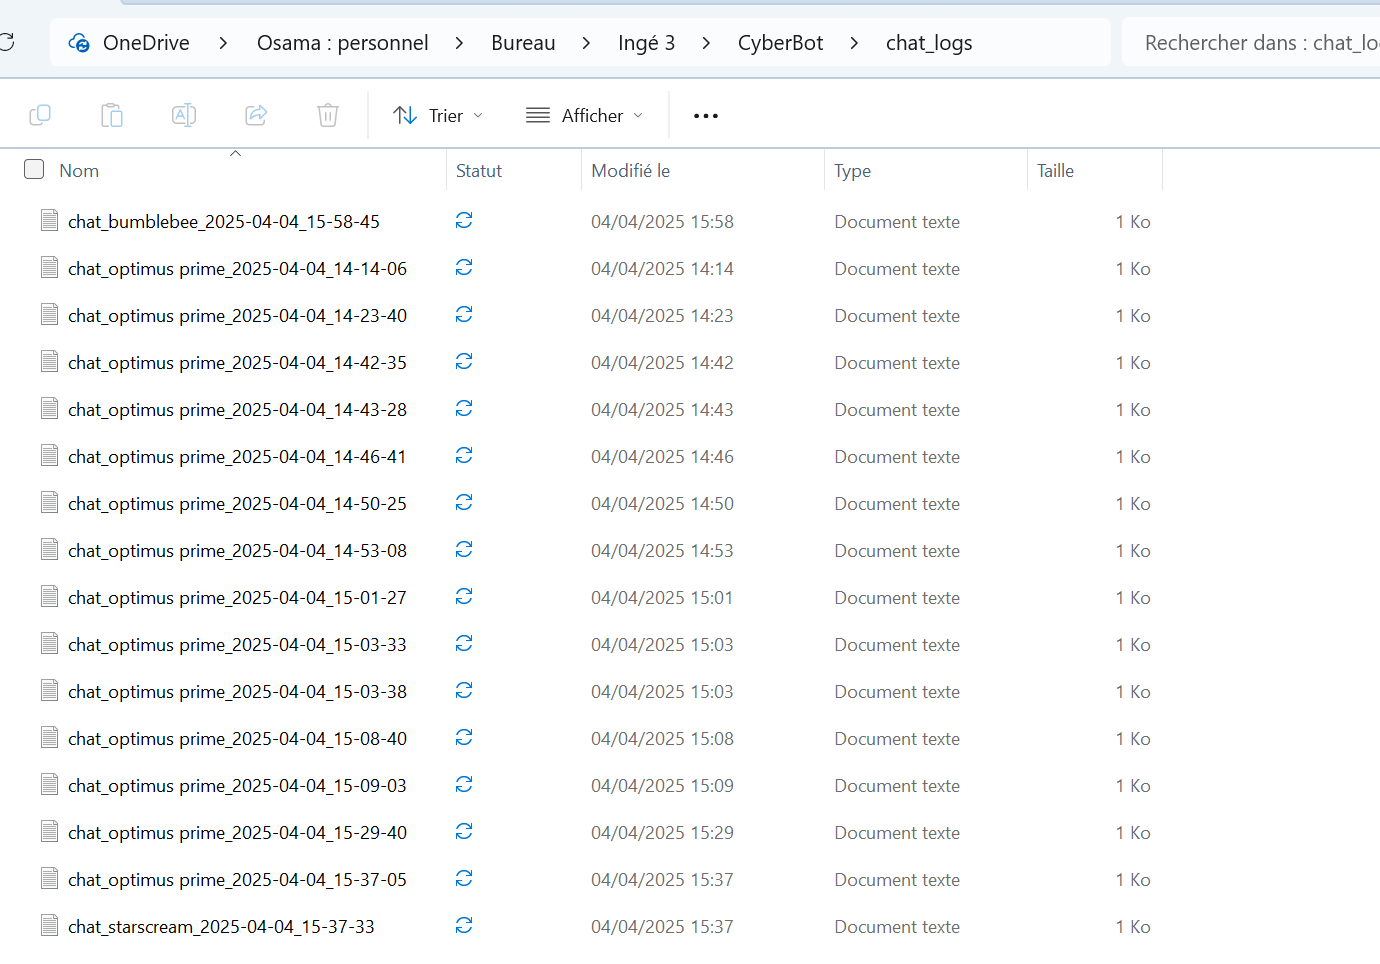 OneDrive > Osama : personnel > Bureau > Ingé 3 > CyberBot > chat_logs Rechercher dans : chat_lo
Trier Afficher
Nom Statut Modifié le Type Taille
chat_bumblebee_2025-04-04_15-58-45 04/04/2025 15:58 Document texte 1 Ko
chat_optimus prime_2025-04-04_14-14-06 04/04/2025 14:14 Document texte 1 Ko
chat_optimus prime_2025-04-04_14-23-40 04/04/2025 14:23 Document texte 1 Ko
chat_optimus prime_2025-04-04_14-42-35 04/04/2025 14:42 Document texte 1 Ko
chat_optimus prime_2025-04-04_14-43-28 04/04/2025 14:43 Document texte 1 Ko
chat_optimus prime_2025-04-04_14-46-41 04/04/2025 14:46 Document texte 1 Ko
chat_optimus prime_2025-04-04_14-50-25 04/04/2025 14:50 Document texte 1 Ko
chat_optimus prime_2025-04-04_14-53-08 04/04/2025 14:53 Document texte 1 Ko
chat_optimus prime_2025-04-04_15-01-27 04/04/2025 15:01 Document texte 1 Ko
chat_optimus prime_2025-04-04_15-03-33 04/04/2025 15:03 Document texte 1 Ko
chat_optimus prime_2025-04-04_15-03-38 04/04/2025 15:03 Document texte 1 Ko
chat_optimus prime_2025-04-04_15-08-40 04/04/2025 15:08 Document texte 1 Ko
chat_optimus prime_2025-04-04_15-09-03 04/04/2025 15:09 Document texte 1 Ko
chat_optimus prime_2025-04-04_15-29-40 04/04/2025 15:29 Document texte 1 Ko
chat_optimus prime_2025-04-04_15-37-05 04/04/2025 15:37 Document texte 1 Ko
chat_starscream_2025-04-04_15-37-33 04/04/2025 15:37 Document texte 1 Ko